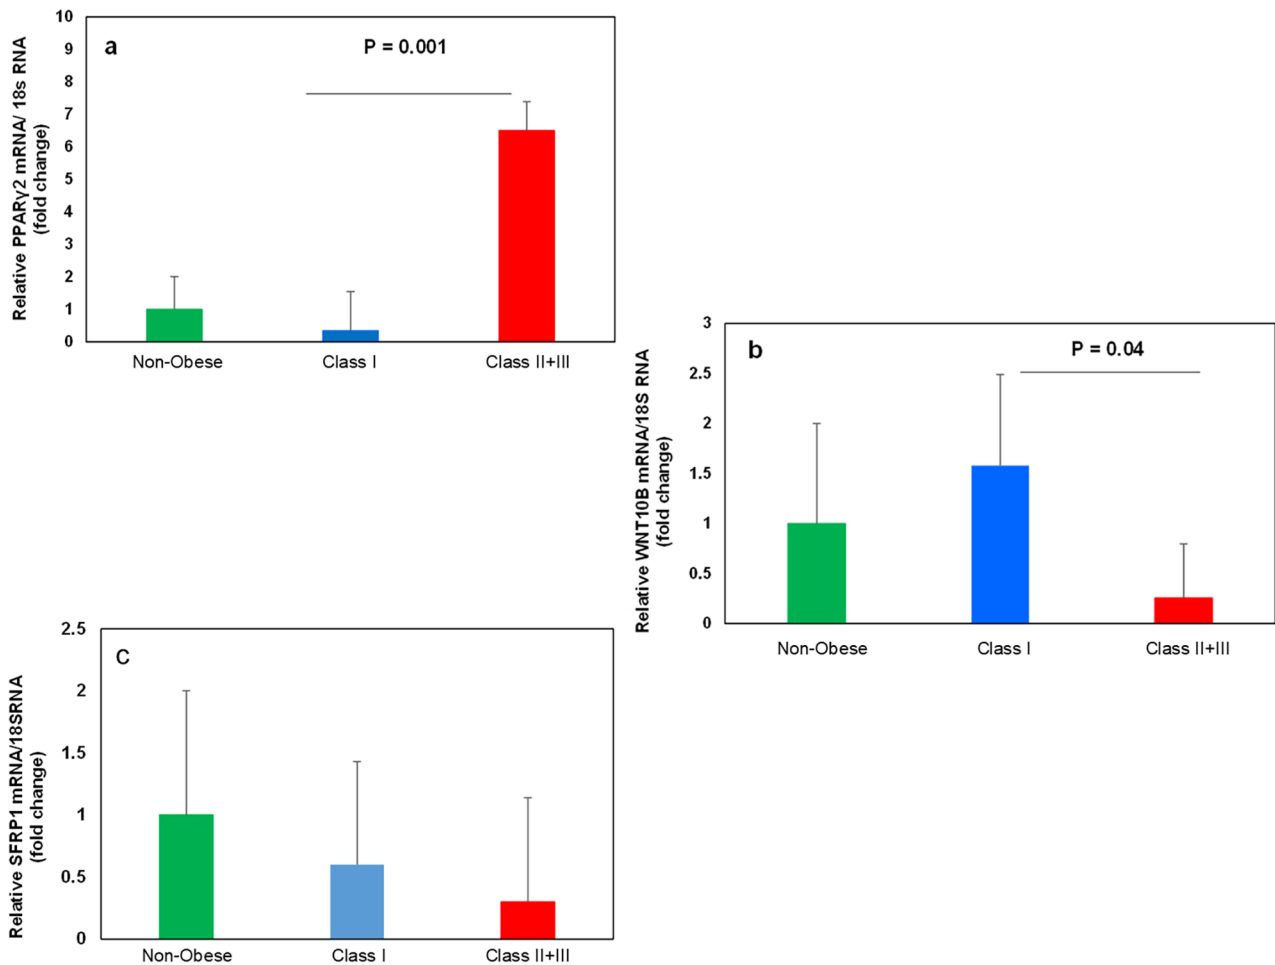 a
P = 0.001
Relative PPARγ2 mRNA/ 18s RNA
(fold change)
10
9
8
7
6
5
4
3
2
1
0
Non-Obese Class I Class II+III
b
P = 0.04
Relative WNT10B mRNA/18S RNA
(fold change)
3
2.5
2
1.5
1
0.5
0
Non-Obese Class I Class II+III
c
Relative SFRP1 mRNA/18SRNA
(fold change)
2.5
2
1.5
1
0.5
0
Non-Obese Class I Class II+III